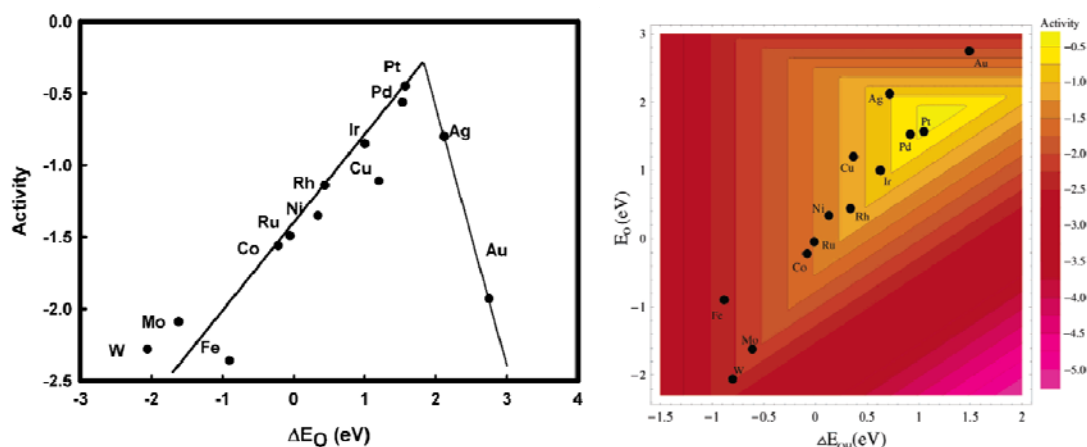 0.0
-0.5
-1.0
-1.5
-2.0
-2.5
Activity
Pt
Pd
Ir
Ag
Cu
Rh
Ni
Ru
Co
Au
Mo
W
Fe
-3 -2 -1 0 1 2 3 4
ΔE_O (eV)
Activity
3
2
1
0
-1
-2
E_O (eV)
Au
Ag
Pt
Pd
Cu
Ir
Ni
Rh
Ru
Co
Fe
Mo
W
-1.5 -1 -0.5 0 0.5 1 1.5 2
ΔE_OH (eV)
-0.5
-1.0
-1.5
-2.0
-2.5
-3.0
-3.5
-4.0
-4.5
-5.0